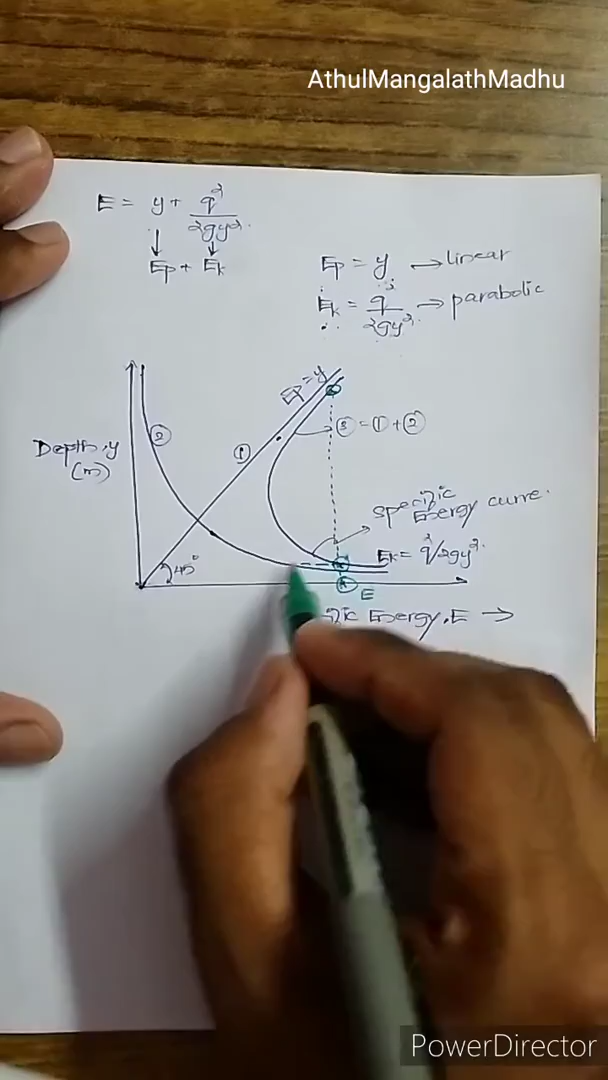 AthulMangalathMadhu
E = y + q²/2gy²
Ep + Ek
Ep = y → linear
Ek = q²/2gy² → parabolic
Ep = y
② ① ③ = ① + ②
Depth, y
(m)
specific
Energy curve.
Ek = q²/2gy²
45°
E
Energy, E →
PowerDirector